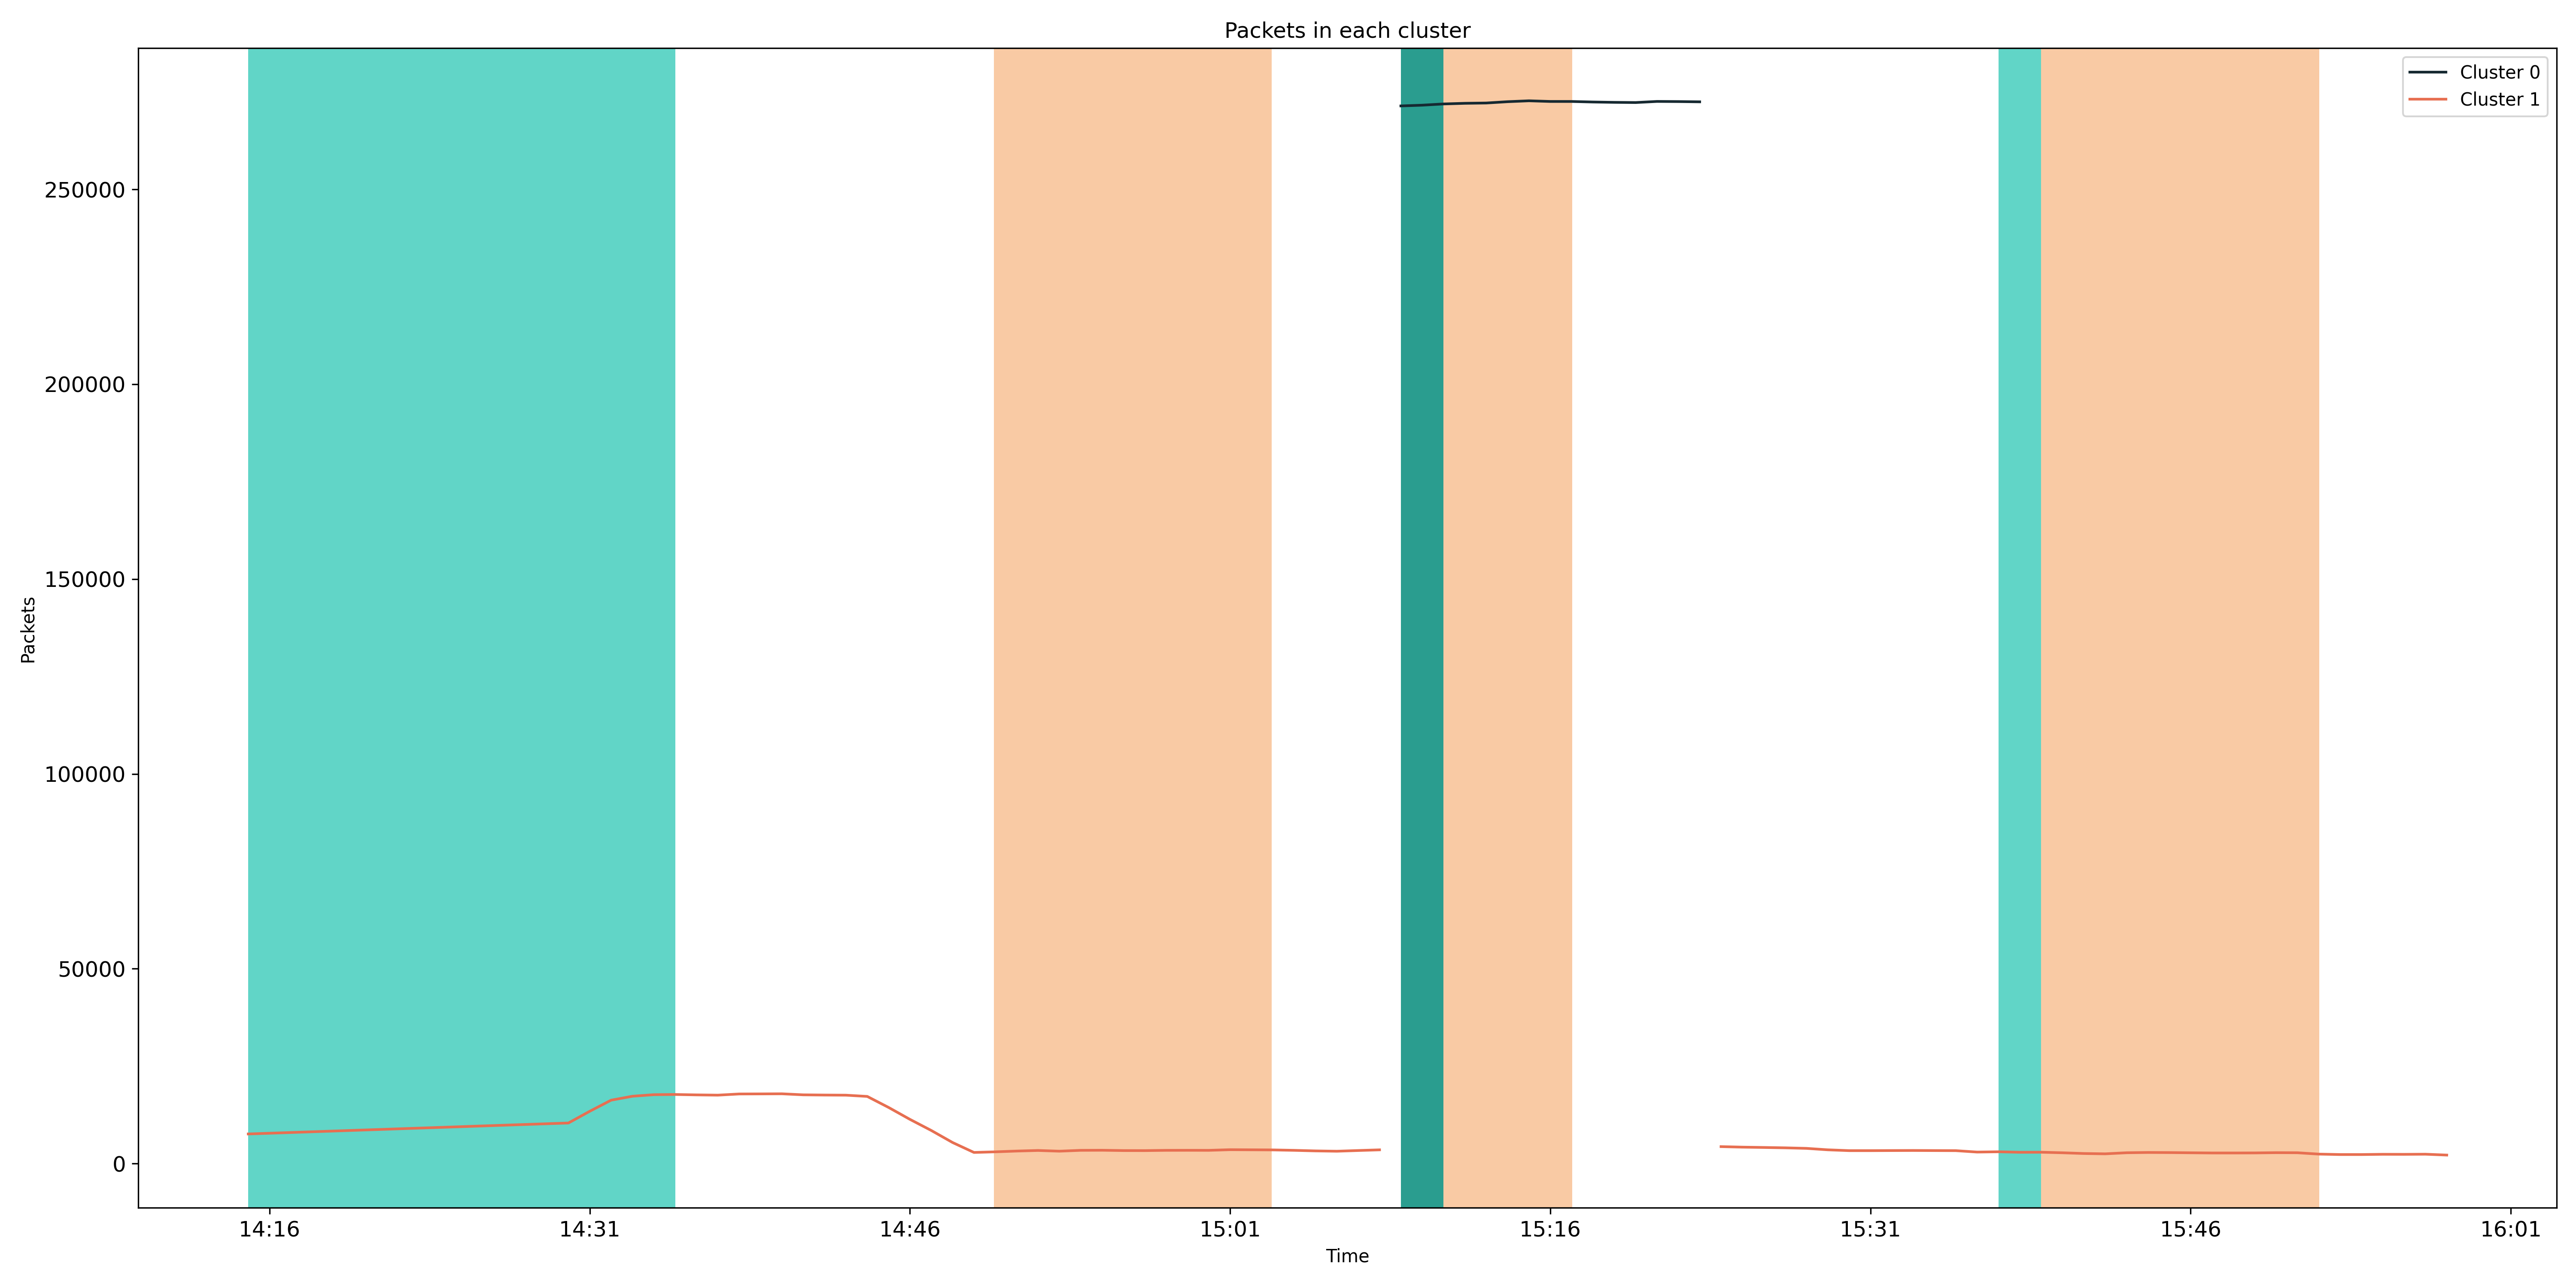 Packets in each cluster
Cluster 0
Cluster 1
250000
200000
150000
100000
50000
0
Packets
14:16
14:31
14:46
15:01
15:16
15:31
15:46
16:01
Time